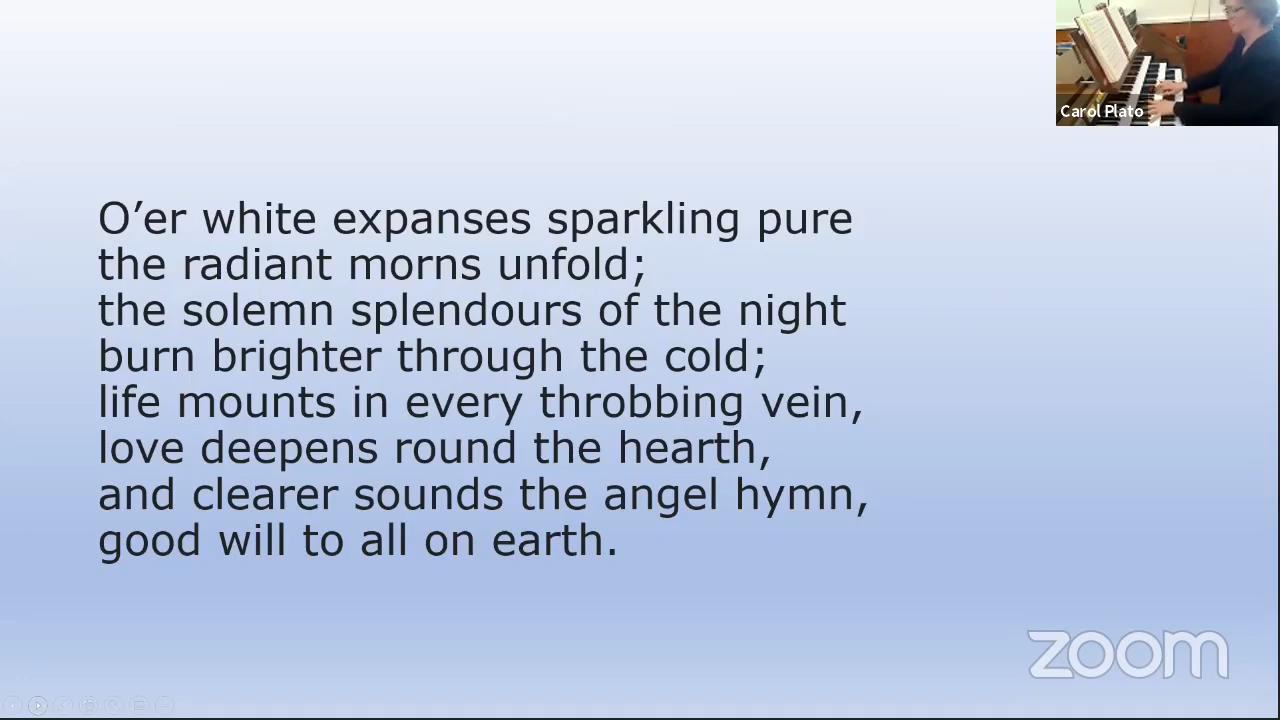 Carol Plato
O’er white expanses sparkling pure
the radiant morns unfold;
the solemn splendours of the night
burn brighter through the cold;
life mounts in every throbbing vein,
love deepens round the hearth,
and clearer sounds the angel hymn,
good will to all on earth.
zoom